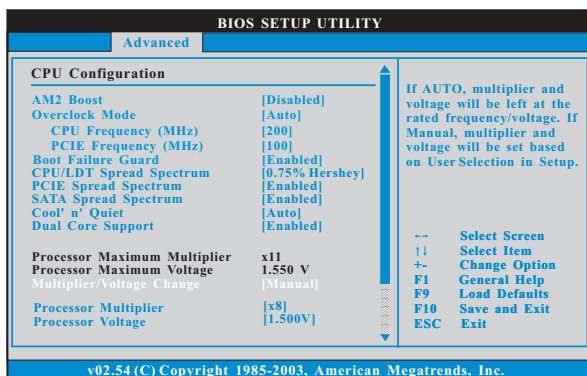 BIOS SETUP UTILITY
Advanced
CPU Configuration
AM2 Boost [Disabled]
Overclock Mode [Auto]
CPU Frequency (MHz) [200]
PCIE Frequency (MHz) [100]
Boot Failure Guard [Enabled]
CPU/LDT Spread Spectrum [0.75% Hershey]
PCIE Spread Spectrum [Enabled]
SATA Spread Spectrum [Enabled]
Cool' n' Quiet [Auto]
Dual Core Support [Enabled]
Processor Maximum Multiplier x11
Processor Maximum Voltage 1.550 V
Multiplier/Voltage Change [Manual]
Processor Multiplier [x8]
Processor Voltage [1.500V]
If AUTO, multiplier and
voltage will be left at the
rated frequency/voltage. If
Manual, multiplier and
voltage will be set based
on User Selection in Setup.
←→ Select Screen
↑↓ Select Item
+- Change Option
F1 General Help
F9 Load Defaults
F10 Save and Exit
ESC Exit
v02.54 (C) Copyright 1985-2003, American Megatrends, Inc.